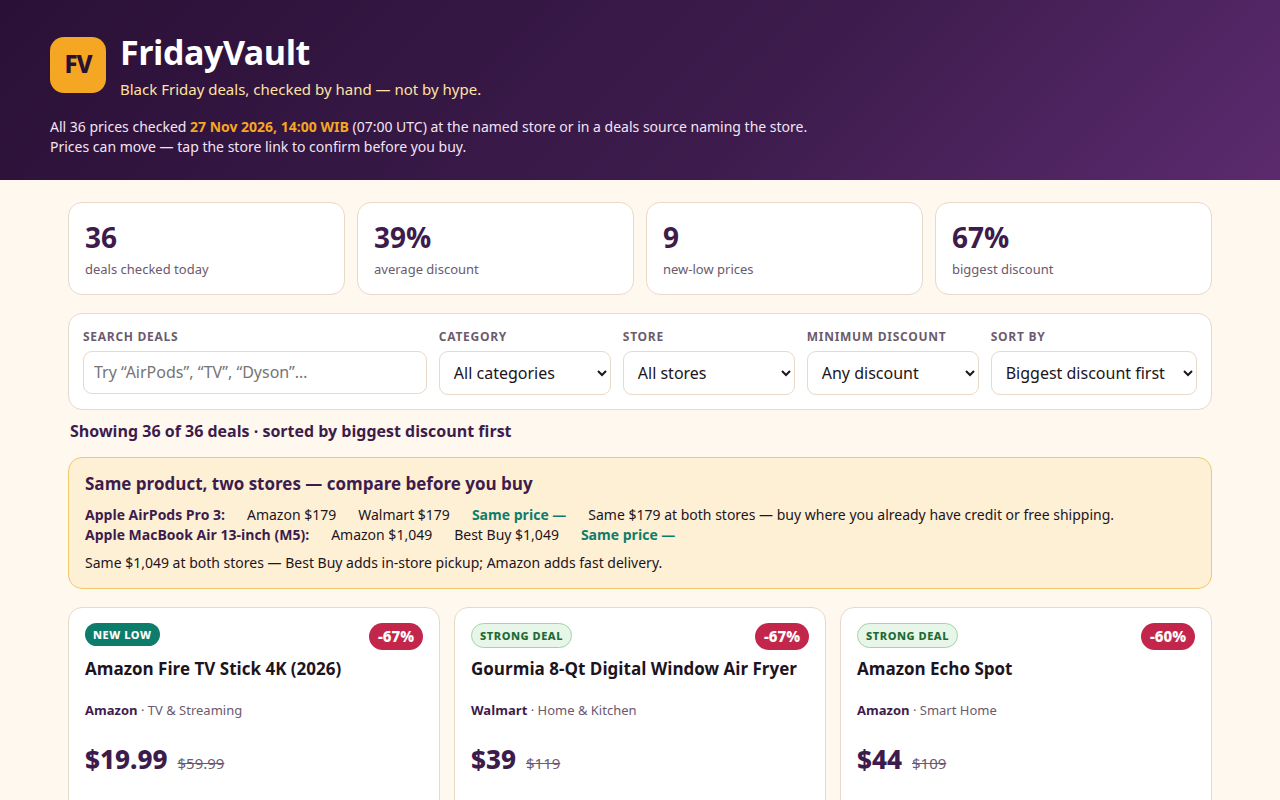 FV
FridayVault
Black Friday deals, checked by hand — not by hype.
All 36 prices checked 27 Nov 2026, 14:00 WIB (07:00 UTC) at the named store or in a deals source naming the store.
Prices can move — tap the store link to confirm before you buy.
36
deals checked today
39%
average discount
9
new-low prices
67%
biggest discount
SEARCH DEALS
Try “AirPods”, “TV”, “Dyson”…
CATEGORY
All categories
STORE
All stores
MINIMUM DISCOUNT
Any discount
SORT BY
Biggest discount first
Showing 36 of 36 deals · sorted by biggest discount first
Same product, two stores — compare before you buy
Apple AirPods Pro 3: Amazon $179 Walmart $179 Same price — Same $179 at both stores — buy where you already have credit or free shipping.
Apple MacBook Air 13-inch (M5): Amazon $1,049 Best Buy $1,049 Same price —
Same $1,049 at both stores — Best Buy adds in-store pickup; Amazon adds fast delivery.
NEW LOW
-67%
Amazon Fire TV Stick 4K (2026)
Amazon · TV & Streaming
$19.99 $59.99
STRONG DEAL
-67%
Gourmia 8-Qt Digital Window Air Fryer
Walmart · Home & Kitchen
$39 $119
STRONG DEAL
-60%
Amazon Echo Spot
Amazon · Smart Home
$44 $109